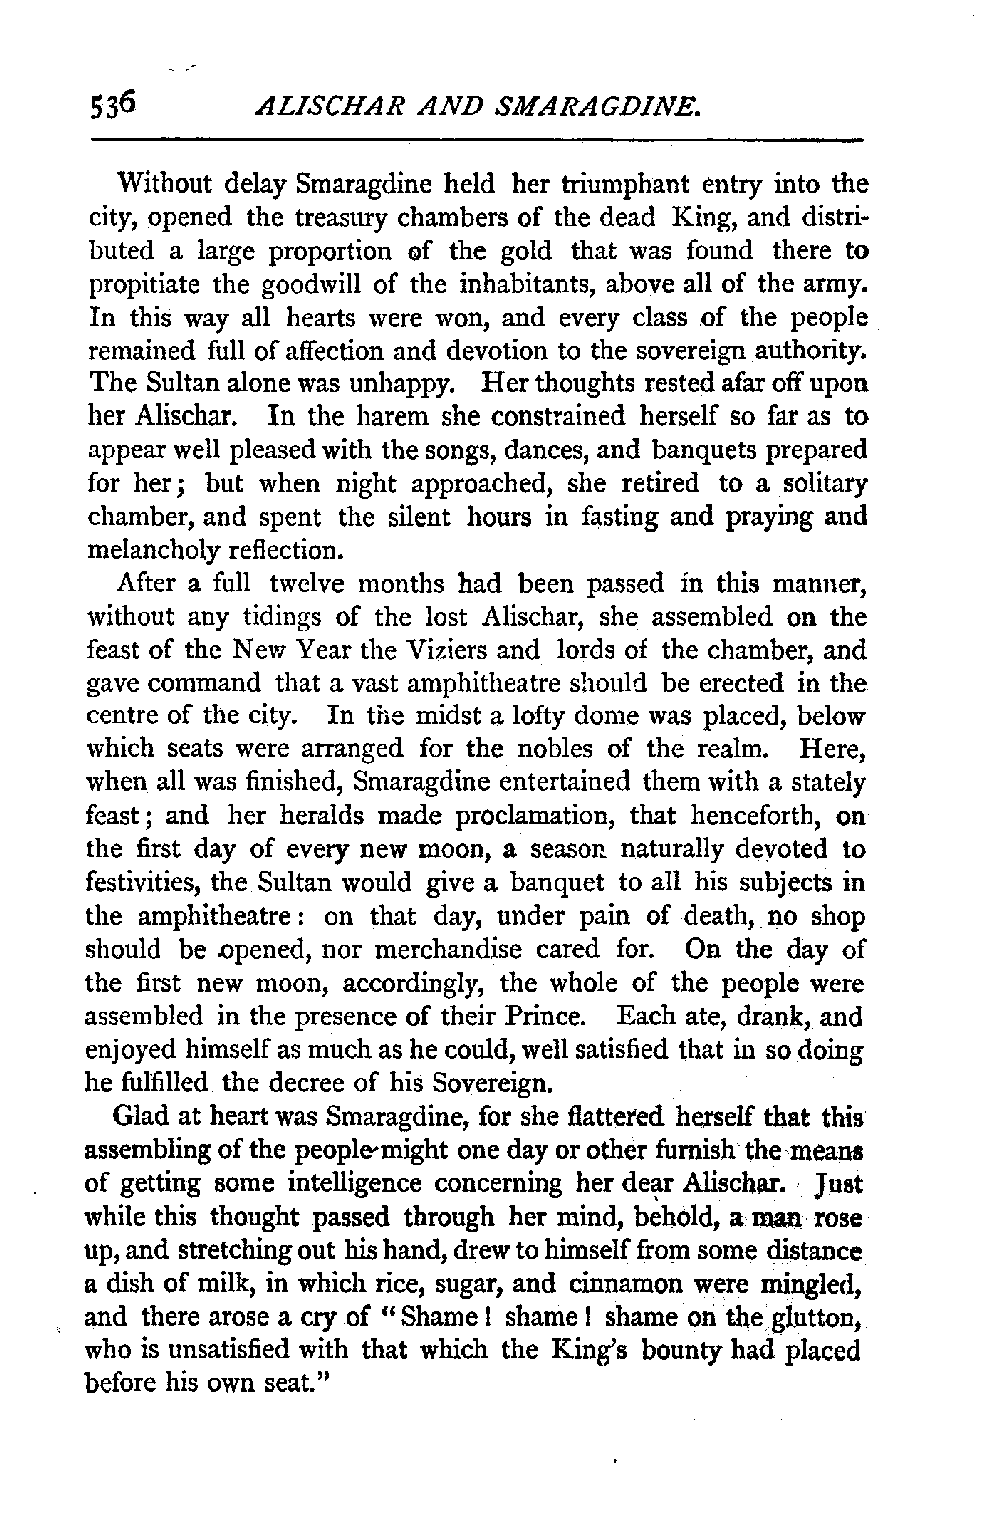 536 ALISCHAR AND SMARAGDINE.
Without delay Smaragdine held her triumphant entry into the
city, opened the treasury chambers of the dead King, and distri-
buted a large proportion of the gold that was found there to
propitiate the goodwill of the inhabitants, above all of the army.
In this way all hearts were won, and every class of the people
remained full of affection and devotion to the sovereign authority.
The Sultan alone was unhappy. Her thoughts rested afar off upon
her Alischar. In the harem she constrained herself so far as to
appear well pleased with the songs, dances, and banquets prepared
for her; but when night approached, she retired to a solitary
chamber, and spent the silent hours in fasting and praying and
melancholy reflection.
After a full twelve months had been passed in this manner,
without any tidings of the lost Alischar, she assembled on the
feast of the New Year the Viziers and lords of the chamber, and
gave command that a vast amphitheatre should be erected in the
centre of the city. In the midst a lofty dome was placed, below
which seats were arranged for the nobles of the realm. Here,
when all was finished, Smaragdine entertained them with a stately
feast; and her heralds made proclamation, that henceforth, on
the first day of every new moon, a season naturally devoted to
festivities, the Sultan would give a banquet to all his subjects in
the amphitheatre: on that day, under pain of death, no shop
should be opened, nor merchandise cared for. On the day of
the first new moon, accordingly, the whole of the people were
assembled in the presence of their Prince. Each ate, drank, and
enjoyed himself as much as he could, well satisfied that in so doing
he fulfilled the decree of his Sovereign.
Glad at heart was Smaragdine, for she flattered herself that this
assembling of the people might one day or other furnish the means
of getting some intelligence concerning her dear Alischar. Just
while this thought passed through her mind, behold, a man rose
up, and stretching out his hand, drew to himself from some distance
a dish of milk, in which rice, sugar, and cinnamon were mingled,
and there arose a cry of "Shame! shame! shame on the glutton,
who is unsatisfied with that which the King's bounty had placed
before his own seat."